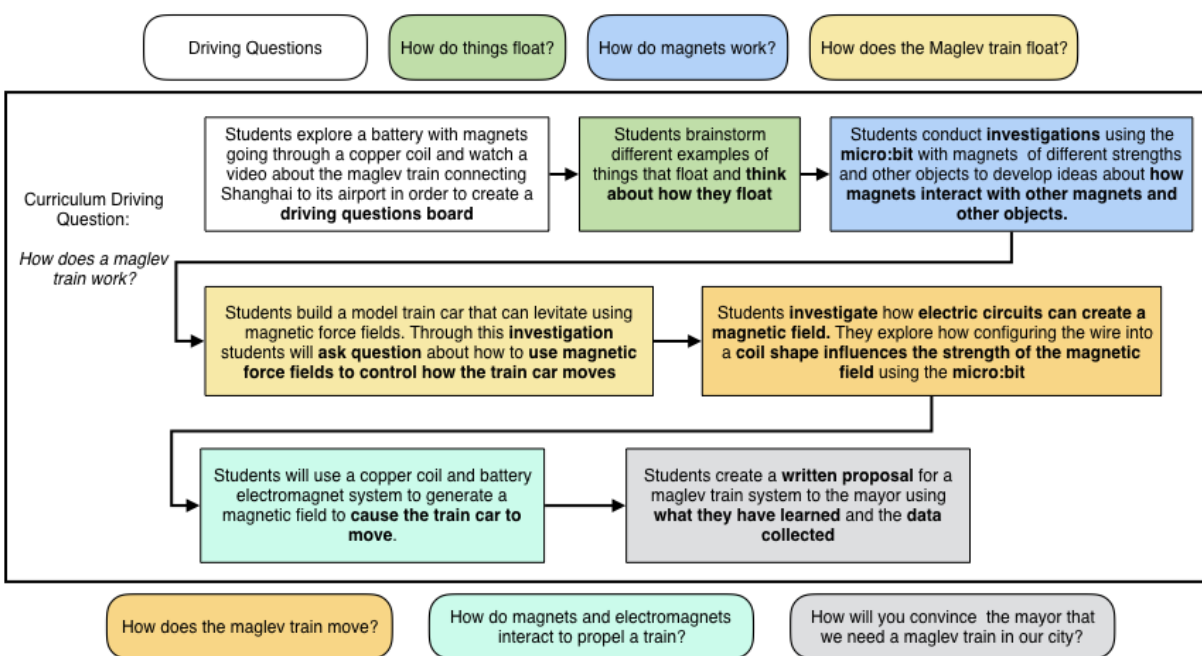 Driving Questions
How do things float?
How do magnets work?
How does the Maglev train float?
Curriculum Driving
Question:
How does a maglev
train work?
Students explore a battery with magnets
going through a copper coil and watch a
video about the maglev train connecting
Shanghai to its airport in order to create a
driving questions board
Students brainstorm
different examples of
things that float and think
about how they float
Students conduct investigations using the
micro:bit with magnets of different strengths
and other objects to develop ideas about how
magnets interact with other magnets and
other objects.
Students build a model train car that can levitate using
magnetic force fields. Through this investigation
students will ask question about how to use magnetic
force fields to control how the train car moves
Students investigate how electric circuits can create a
magnetic field. They explore how configuring the wire into
a coil shape influences the strength of the magnetic
field using the micro:bit
Students will use a copper coil and battery
electromagnet system to generate a
magnetic field to cause the train car to
move.
Students create a written proposal for a
maglev train system to the mayor using
what they have learned and the data
collected
How does the maglev train move?
How do magnets and electromagnets
interact to propel a train?
How will you convince the mayor that
we need a maglev train in our city?